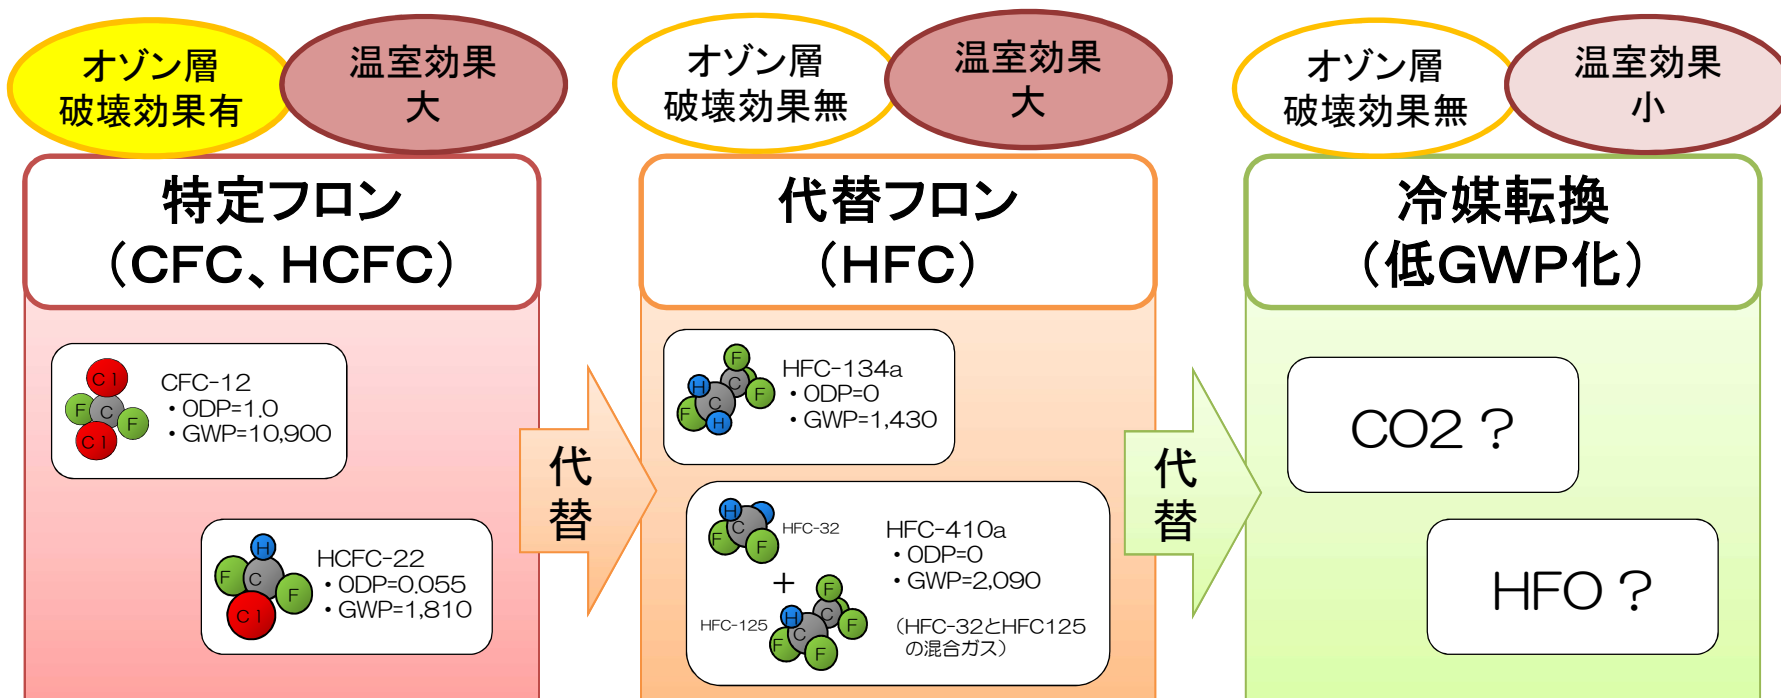 オゾン層
破壊効果有
温室効果
大
オゾン層
破壊効果無
温室効果
大
オゾン層
破壊効果無
温室効果
小
特定フロン
（CFC、HCFC）
代替フロン
（HFC）
冷媒転換
（低GWP化）
Cl
F
C
F
Cl
CFC-12
・ODP=1.0
・GWP=10,900
H
F
C
F
Cl
HCFC-22
・ODP=0.055
・GWP=1,810
代
替
F
H
C
C
F
F
H
HFC-134a
・ODP=0
・GWP=1,430
H
C
F
F
HFC-32
+
HFC-125
F
H
C
C
F
F
F
HFC-410a
・ODP=0
・GWP=2,090
（HFC-32とHFC125
の混合ガス）
代
替
CO2？
HFO？